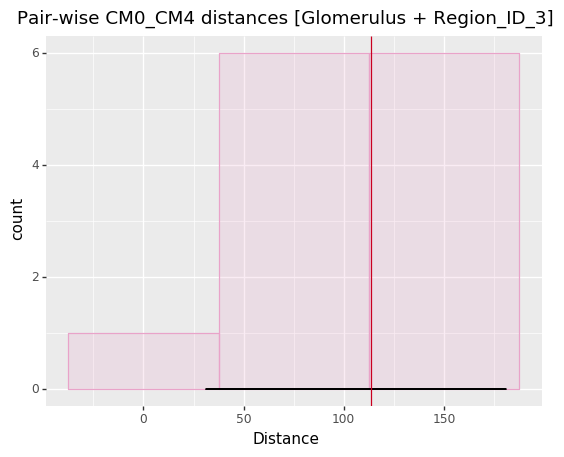 Pair-wise CM0_CM4 distances [Glomerulus + Region_ID_3]
6
4
2
0
count
0 50 100 150
Distance